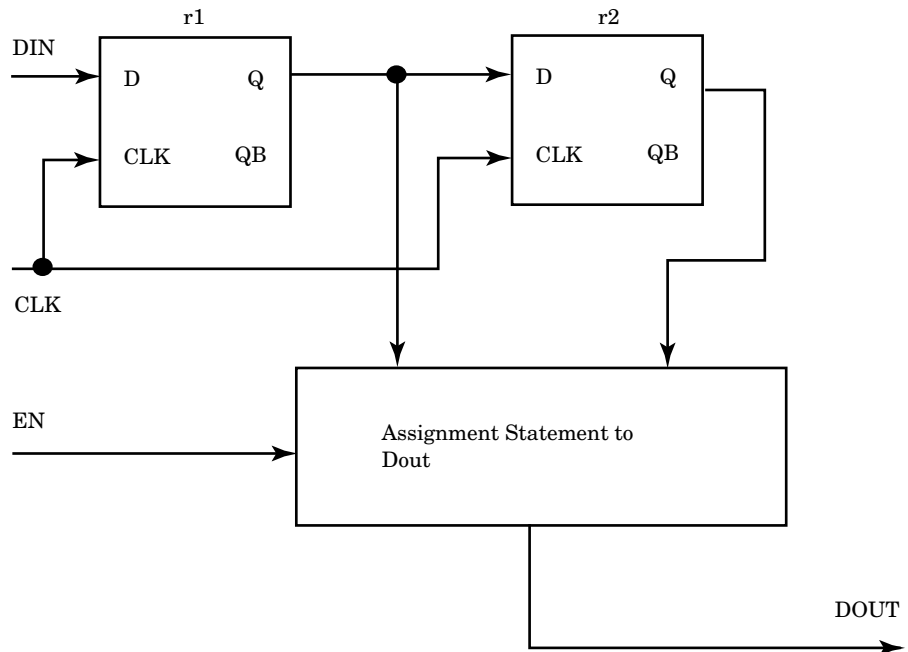 r1
r2
DIN
D
Q
D
Q
CLK
QB
CLK
QB
CLK
EN
Assignment Statement to
Dout
DOUT